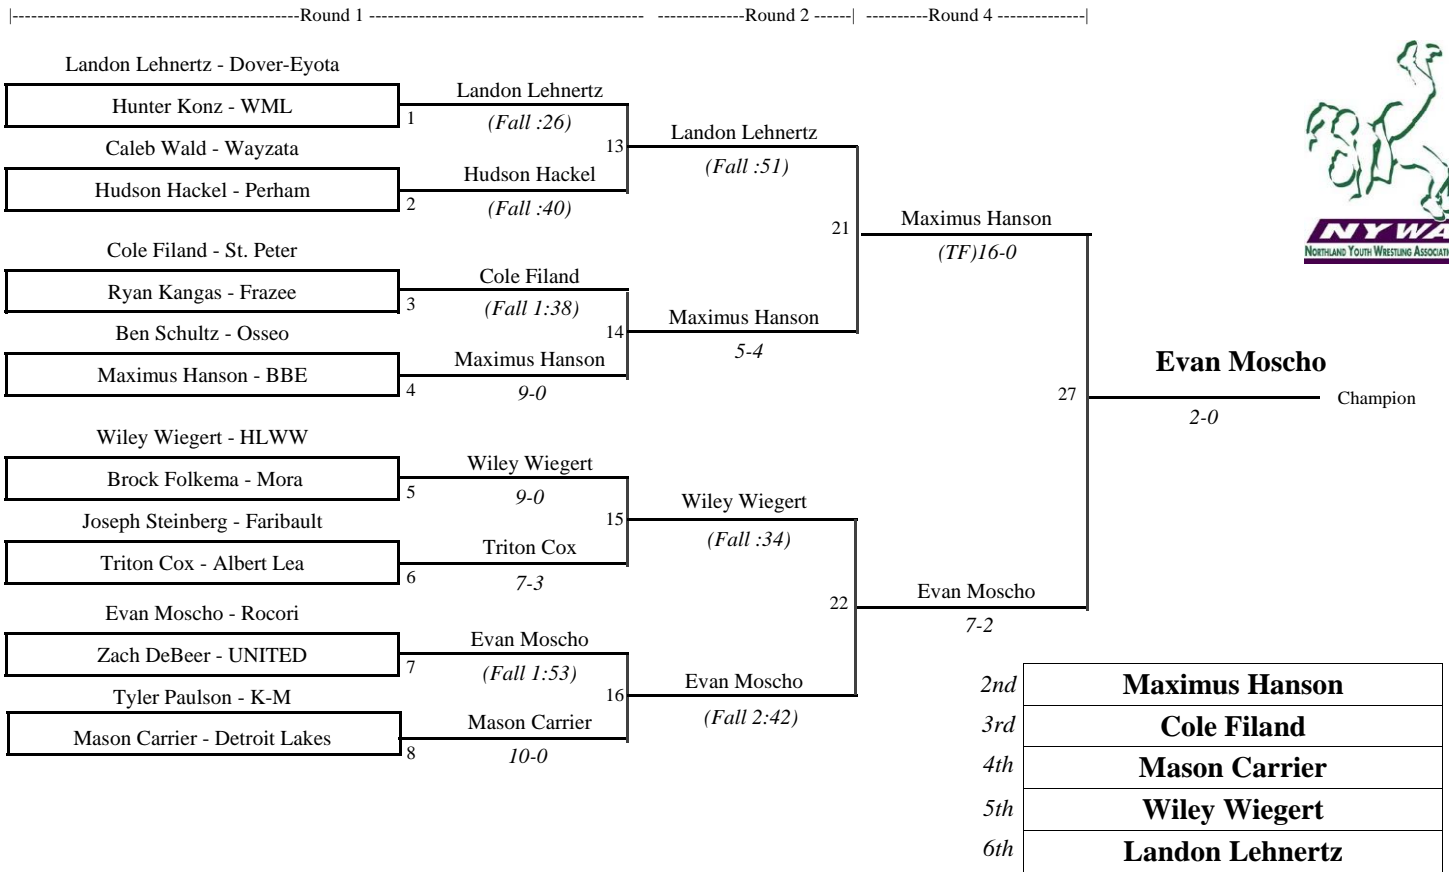 |----------------------------------------------Round 1 -------------------------------------------- --------------Round 2 ------| ----------Round 4 --------------|
Landon Lehnertz - Dover-Eyota
Hunter Konz - WML
1
Landon Lehnertz
(Fall :26)
Caleb Wald - Wayzata
Hudson Hackel - Perham
2
Hudson Hackel
(Fall :40)
13
Landon Lehnertz
(Fall :51)
Cole Filand - St. Peter
Ryan Kangas - Frazee
3
Cole Filand
(Fall 1:38)
Ben Schultz - Osseo
Maximus Hanson - BBE
4
Maximus Hanson
9-0
14
Maximus Hanson
5-4
21
Maximus Hanson
(TF)16-0
Wiley Wiegert - HLWW
Brock Folkema - Mora
5
Wiley Wiegert
9-0
Joseph Steinberg - Faribault
Triton Cox - Albert Lea
6
Triton Cox
7-3
15
Wiley Wiegert
(Fall :34)
Evan Moscho - Rocori
Zach DeBeer - UNITED
7
Evan Moscho
(Fall 1:53)
Tyler Paulson - K-M
Mason Carrier - Detroit Lakes
8
Mason Carrier
10-0
16
Evan Moscho
(Fall 2:42)
22
Evan Moscho
7-2
27
Evan Moscho
Champion
2-0
NYWA
NORTHLAND YOUTH WRESTLING
2nd Maximus Hanson
3rd Cole Filand
4th Mason Carrier
5th Wiley Wiegert
6th Landon Lehnertz